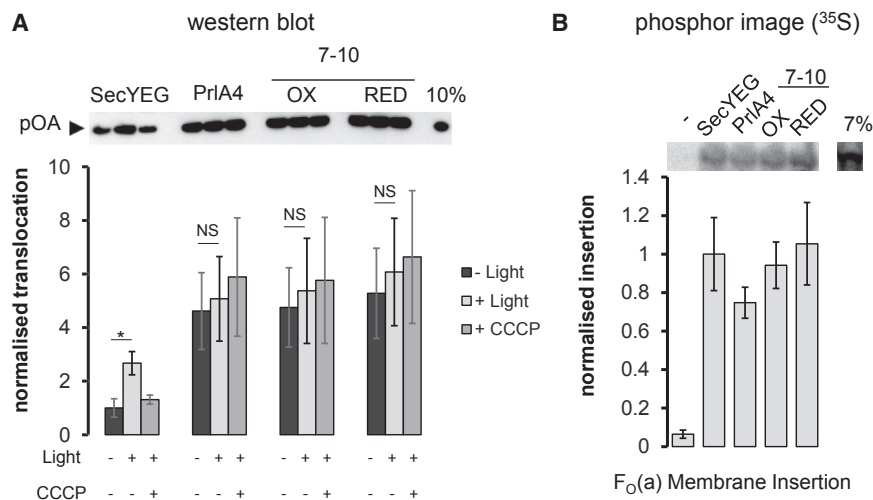 A
western blot
7-10
SecYEG PrlA4 OX RED 10%
pOA
normalised translocation
10
8
6
4
2
0
*
NS
NS
NS
- Light
+ Light
+ CCCP
Light - + + - + + - + + - + +
CCCP - - + - - + - - + - - +
B
phosphor image (³⁵S)
7-10
- SecYEG PrlA4 OX RED 7%
normalised insertion
1.4
1.2
1
0.8
0.6
0.4
0.2
0
F_O(a) Membrane Insertion